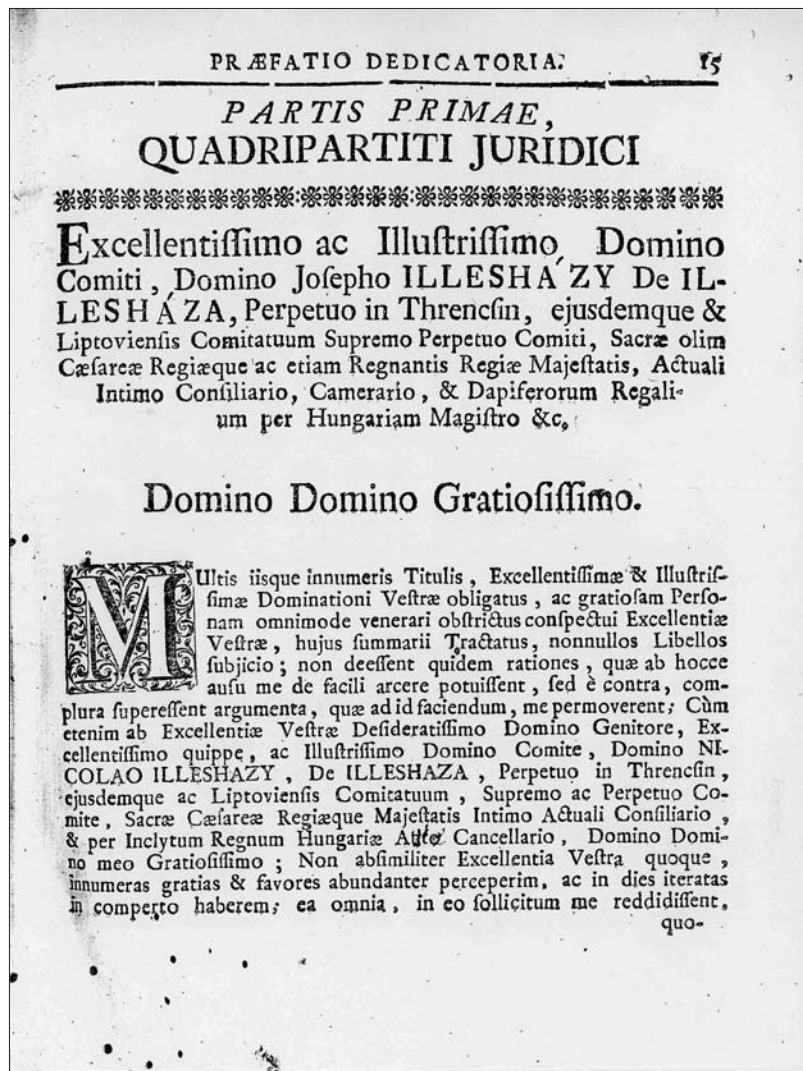 PRÆFATIO DEDICATORIA. 15
PARTIS PRIMAE,
QUADRIPARTITI JURIDICI
Excellentiſſimo ac Illuſtriſſimo Domino
Comiti, Domino Joſepho ILLESHÁZY De IL-
LESHÁZA, Perpetuo in Threncſin, ejusdemque &
Liptovienſis Comitatuum Supremo Perpetuo Comiti, Sacræ olim
Cæſareæ Regiæque ac etiam Regnantis Regiæ Majeſtatis, Actuali
Intimo Conſiliario, Camerario, & Dapiferorum Regali-
um per Hungariam Magiſtro &c.
Domino Domino Gratioſiſſimo.
MUltis iisque innumeris Titulis, Excellentiſſimæ & Illuſtriſ-
ſimæ Dominationi Veſtræ obligatus, ac gratioſam Perſo-
nam omnimode venerari obſtrictus conſpectui Excellentiæ
Veſtræ, hujus ſummarii Tractatus, nonnullos Libellos
ſubjicio; non deeſſent quidem rationes, quæ ab hocce
auſu me de facili arcere potuiſſent, ſed è contra, com-
plura ſupereſſent argumenta, quæ ad id faciendum, me permoverent; Cùm
etenim ab Excellentiæ Veſtræ Deſideratiſſimo Domino Genitore, Ex-
cellentiſſimo quippe, ac Illuſtriſſimo Domino Comite, Domino NI-
COLAO ILLESHAZY, De ILLESHAZA, Perpetuo in Threncſin,
ejusdemque ac Liptovienſis Comitatuum, Supremo ac Perpetuo Co-
mite, Sacræ Cæſareæ Regiæque Majeſtatis Intimo Actuali Conſiliario,
& per Inclytum Regnum Hungariæ Cancellario, Domino Domi-
no meo Gratioſiſſimo; Non abſimiliter Excellentia Veſtra quoque,
innumeras gratias & favores abundanter perceperim, ac in dies iteratas
in comperto haberem; ea omnia, in eo ſollicitum me reddidiſſent,
quo-